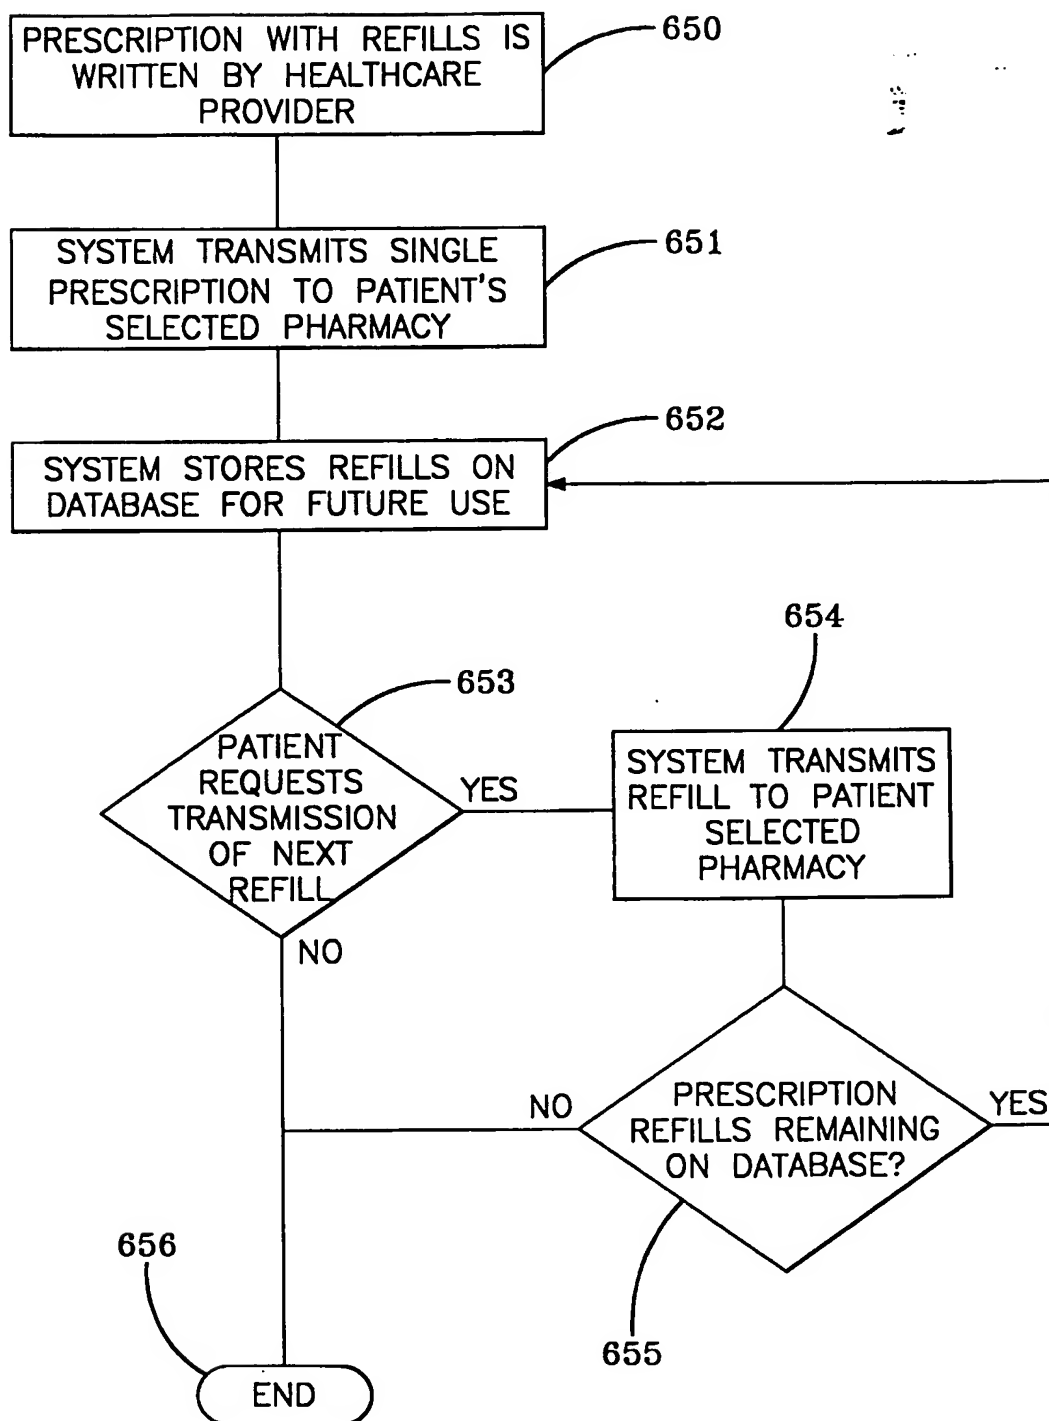 PRESCRIPTION WITH REFILLS IS
WRITTEN BY HEALTHCARE
PROVIDER
650
SYSTEM TRANSMITS SINGLE
PRESCRIPTION TO PATIENT'S
SELECTED PHARMACY
651
652
SYSTEM STORES REFILLS ON
DATABASE FOR FUTURE USE
654
653
PATIENT
REQUESTS
TRANSMISSION
OF NEXT
REFILL
YES
SYSTEM TRANSMITS
REFILL TO PATIENT
SELECTED
PHARMACY
NO
NO
PRESCRIPTION
REFILLS REMAINING
ON DATABASE?
YES
656
655
END